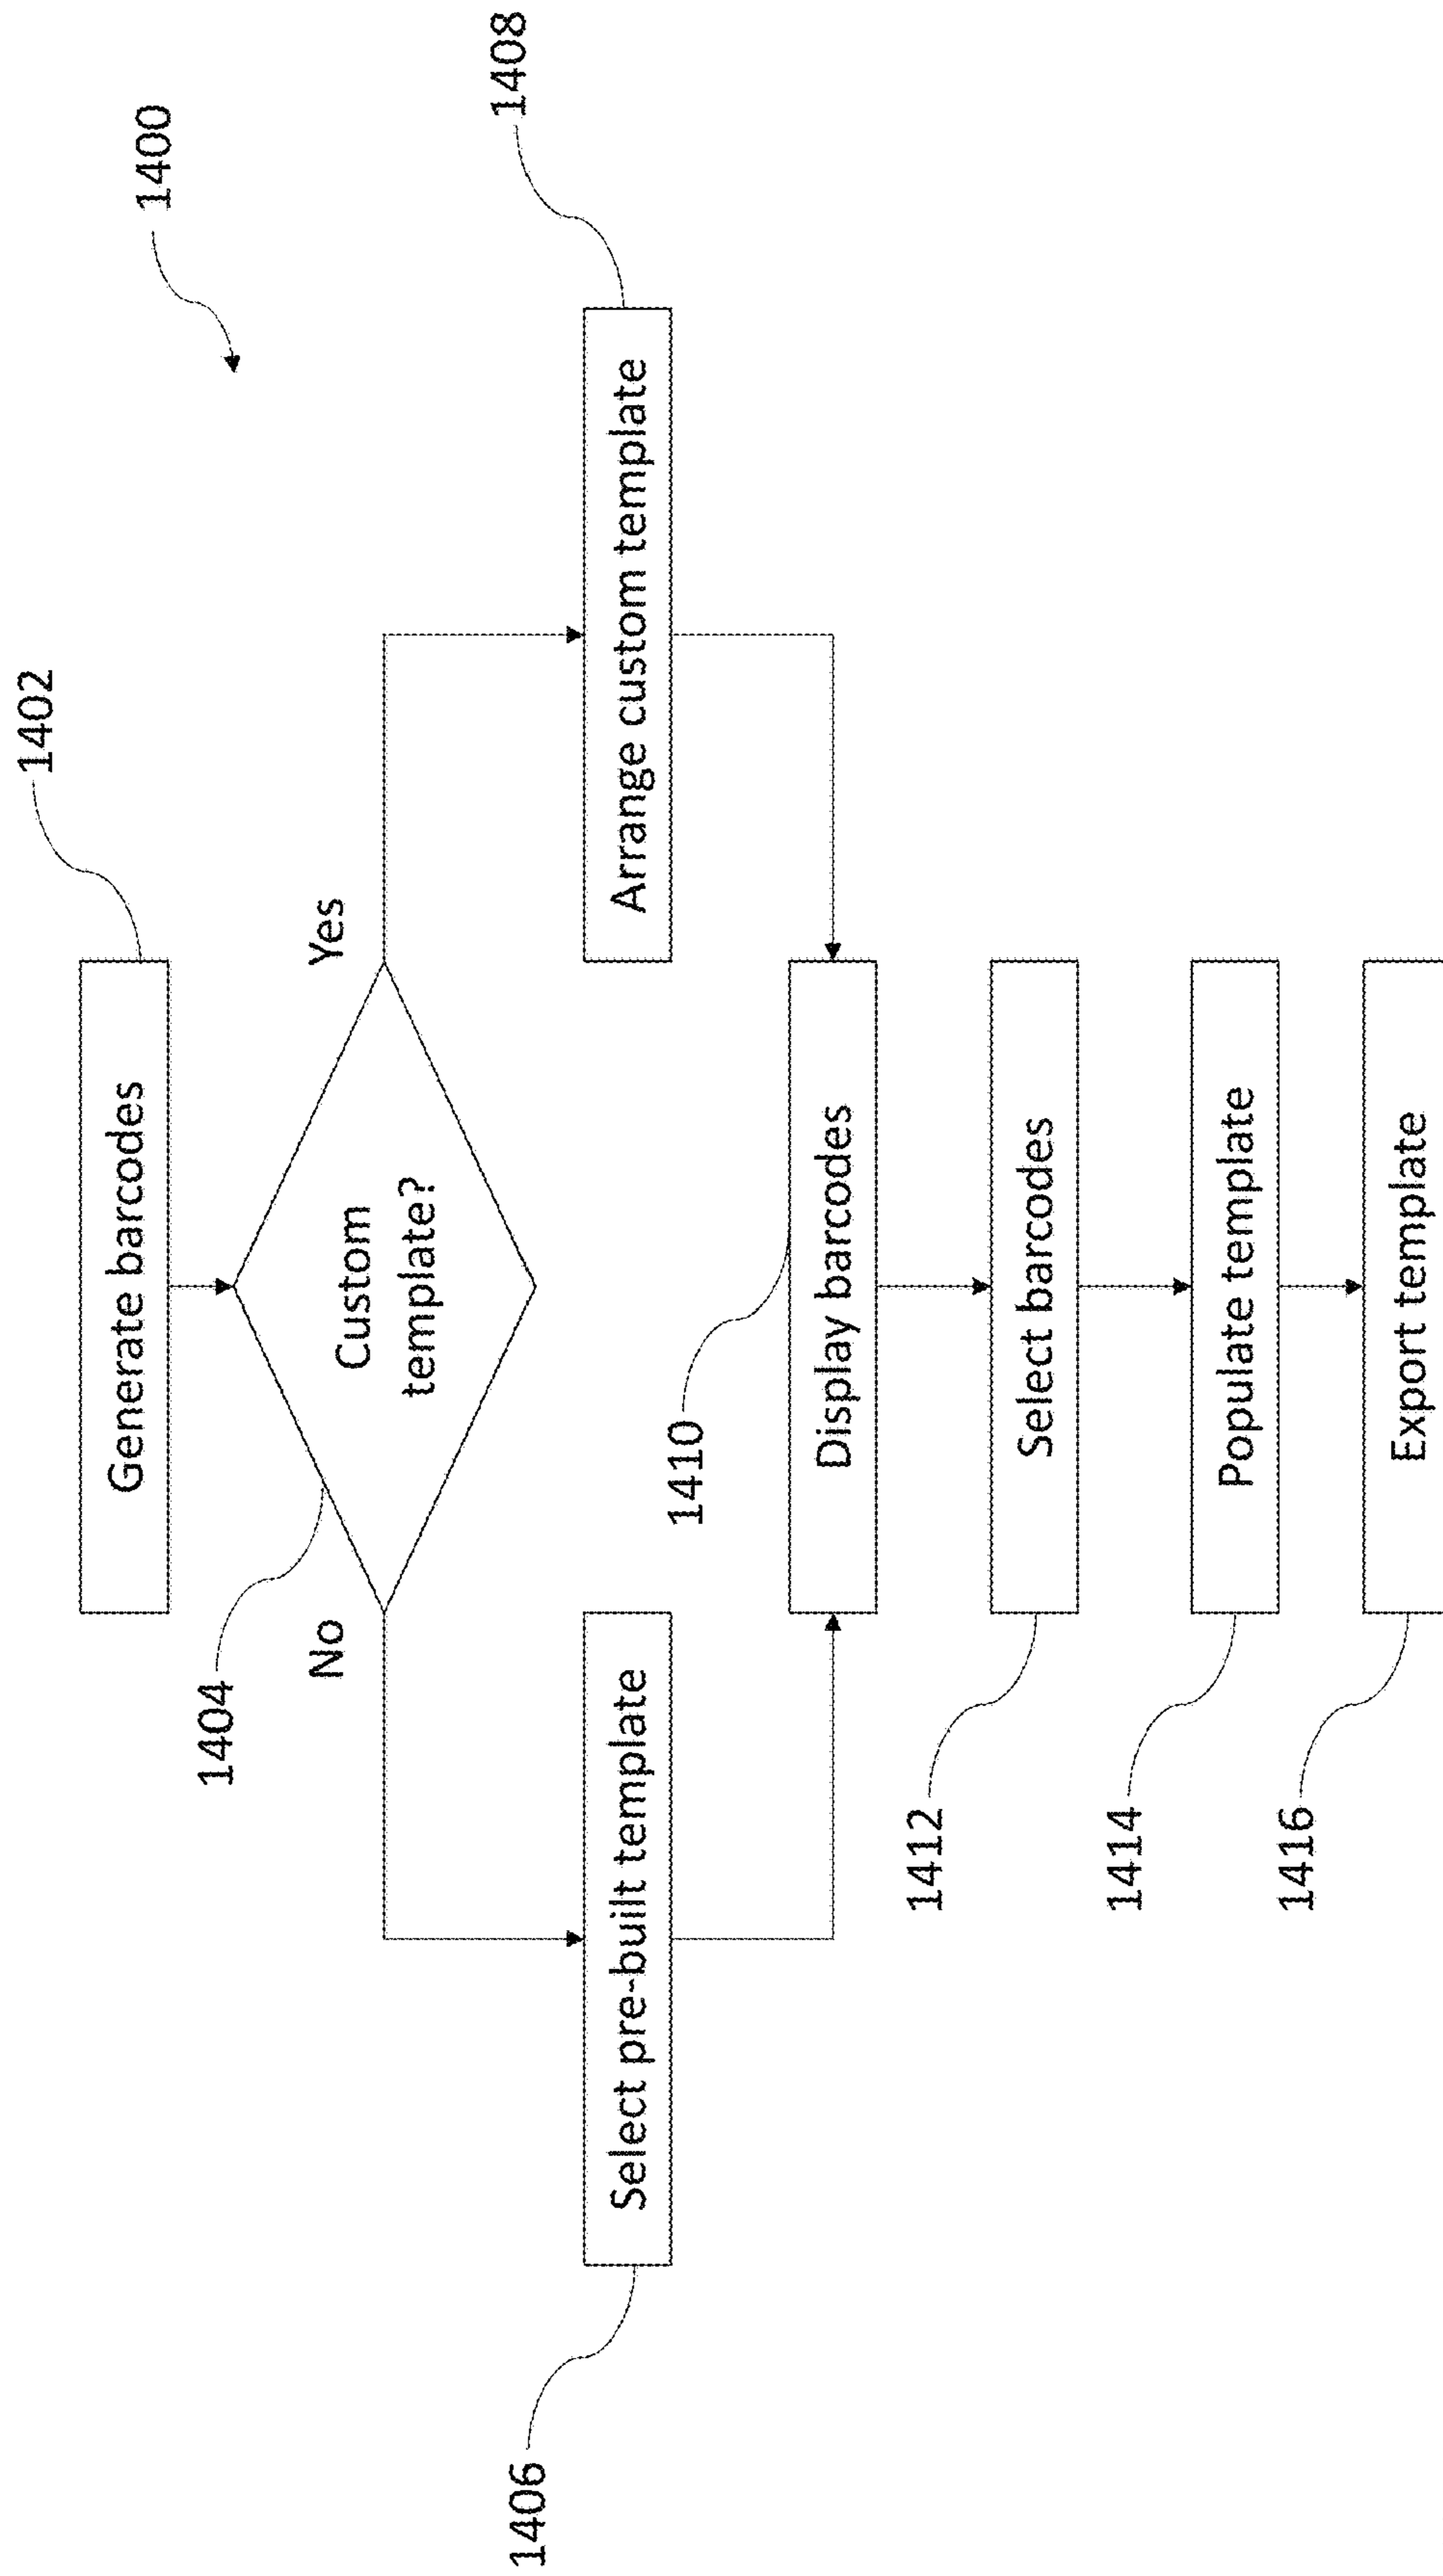 1400
1402
Generate barcodes
1404
Custom
template?
No
Yes
1406
Select pre-built template
1408
Arrange custom template
1410
Display barcodes
1412
Select barcodes
1414
Populate template
1416
Export template